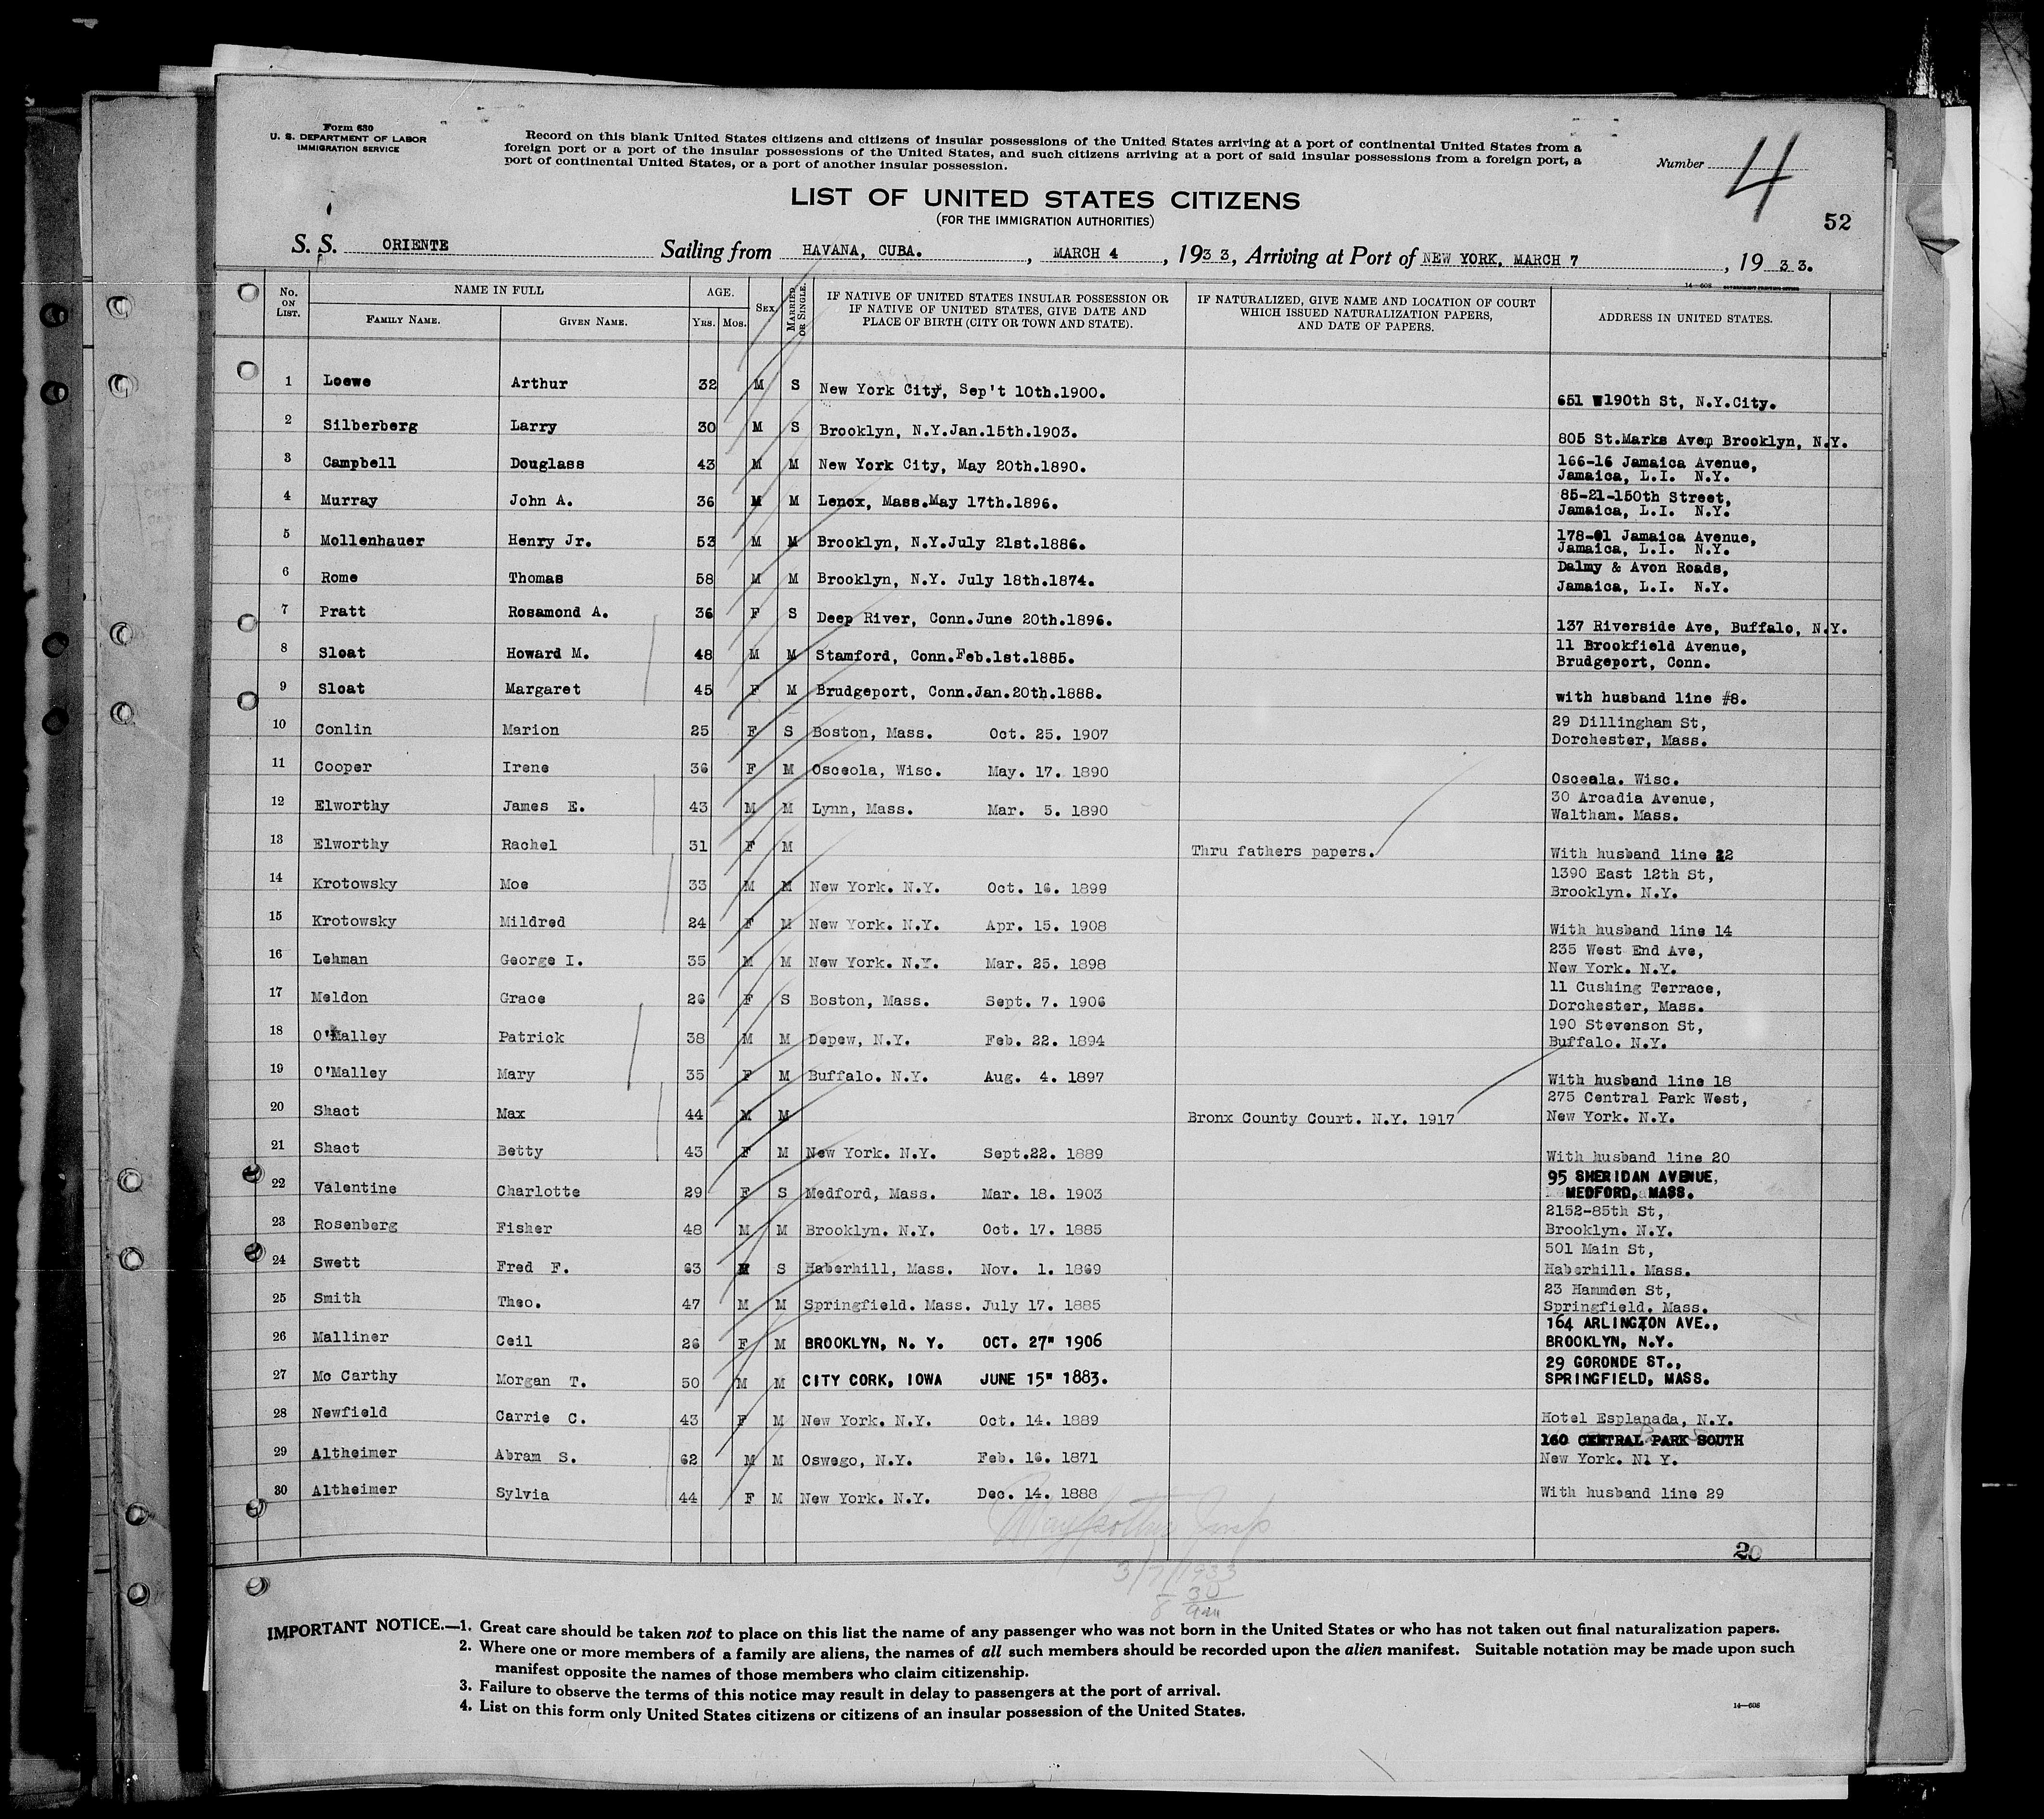 Form 630
U. S. DEPARTMENT OF LABOR
IMMIGRATION SERVICE
Record on this blank United States citizens and citizens of insular possessions of the United States arriving at a port of continental United States from a
foreign port or a port of the insular possessions of the United States, and such citizens arriving at a port of said insular possessions from a foreign port, a
port of continental United States, or a port of another insular possession.
Number 4
LIST OF UNITED STATES CITIZENS
(FOR THE IMMIGRATION AUTHORITIES)
52
S. S. ORIENTE Sailing from HAVANA, CUBA. , MARCH 4 , 1933, Arriving at Port of NEW YORK, MARCH 7 , 1933.
14—608 GOVERNMENT PRINTING OFFICE
No. ON LIST. NAME IN FULL FAMILY NAME. GIVEN NAME. AGE. YRS. MOS. SEX MARRIED OR SINGLE. IF NATIVE OF UNITED STATES INSULAR POSSESSION OR IF NATIVE OF UNITED STATES, GIVE DATE AND PLACE OF BIRTH (CITY OR TOWN AND STATE). IF NATURALIZED, GIVE NAME AND LOCATION OF COURT WHICH ISSUED NATURALIZATION PAPERS, AND DATE OF PAPERS. ADDRESS IN UNITED STATES.
1 Loewe Arthur 32 M S New York City, Sep't 10th.1900. 651 W190th St, N.Y.City.
2 Silberberg Larry 30 M S Brooklyn, N.Y.Jan.15th.1903. 805 St.Marks Ave, Brooklyn, N.Y.
3 Campbell Douglass 43 M M New York City, May 20th.1890. 166-16 Jamaica Avenue, Jamaica, L.I. N.Y.
4 Murray John A. 36 M M Lenox, Mass.May 17th.1896. 85-21-150th Street, Jamaica, L.I. N.Y.
5 Mollenhauer Henry Jr. 53 M M Brooklyn, N.Y.July 21st.1886. 178-01 Jamaica Avenue, Jamaica, L.I. N.Y.
6 Rome Thomas 58 M M Brooklyn, N.Y. July 18th.1874. Dalmy & Avon Roads, Jamaica, L.I. N.Y.
7 Pratt Rosamond A. 36 F S Deep River, Conn.June 20th.1896. 137 Riverside Ave, Buffalo, N.Y.
8 Sloat Howard M. 48 M M Stamford, Conn.Feb.1st.1885. 11 Brookfield Avenue, Brudgeport, Conn.
9 Sloat Margaret 45 F M Brudgeport, Conn.Jan.20th.1888. with husband line #8.
10 Conlin Marion 25 F S Boston, Mass. Oct. 25. 1907 29 Dillingham St, Dorchester, Mass.
11 Cooper Irene 36 F M Osceola, Wisc. May. 17. 1890 Osceala. Wisc.
12 Elworthy James E. 43 M M Lynn, Mass. Mar. 5. 1890 30 Arcadia Avenue, Waltham. Mass.
13 Elworthy Rachel 31 F M Thru fathers papers. With husband line 12
14 Krotowsky Moe 33 M M New York. N.Y. Oct. 16. 1899 1390 East 12th St, Brooklyn. N.Y.
15 Krotowsky Mildred 24 F M New York. N.Y. Apr. 15. 1908 With husband line 14
16 Lehman George I. 35 M M New York. N.Y. Mar. 25. 1898 235 West End Ave, New York. N.Y.
17 Meldon Grace 26 F S Boston, Mass. Sept. 7. 1906 11 Cushing Terrace, Dorchester, Mass.
18 O'Malley Patrick 38 M M Depew, N.Y. Feb. 22. 1894 190 Stevenson St, Buffalo. N.Y.
19 O'Malley Mary 35 F M Buffalo. N.Y. Aug. 4. 1897 With husband line 18
20 Shact Max 44 M M Bronx County Court. N.Y. 1917 275 Central Park West, New York. N.Y.
21 Shact Betty 43 F M New York. N.Y. Sept.22. 1889 With husband line 20
22 Valentine Charlotte 29 F S Medford, Mass. Mar. 18. 1903 95 SHERIDAN AVENUE, MEDFORD, MASS.
23 Rosenberg Fisher 48 M M Brooklyn. N.Y. Oct. 17. 1885 2152-85th St, Brooklyn. N.Y.
24 Swett Fred F. 63 M S Haberhill, Mass. Nov. 1. 1869 501 Main St, Haberhill. Mass.
25 Smith Theo. 47 M M Springfield. Mass. July 17. 1885 23 Hammden St, Springfield. Mass.
26 Malliner Ceil 26 F M BROOKLYN, N. Y. OCT. 27" 1906 164 ARLINGTON AVE., BROOKLYN, N.Y.
27 Mc Carthy Morgan T. 50 M M CITY CORK, IOWA JUNE 15" 1883. 29 GORONDE ST., SPRINGFIELD, MASS.
28 Newfield Carrie C. 43 F M New York. N.Y. Oct. 14. 1889 Hotel Esplanada, N.Y.
29 Altheimer Abram S. 62 M M Oswego, N.Y. Feb. 16. 1871 160 CENTRAL PARK SOUTH New York. N1 Y.
30 Altheimer Sylvia 44 F M New York. N.Y. Dec. 14. 1888 With husband line 29
20
3/7/1933
8 30 am
IMPORTANT NOTICE.—1. Great care should be taken not to place on this list the name of any passenger who was not born in the United States or who has not taken out final naturalization papers.
2. Where one or more members of a family are aliens, the names of all such members should be recorded upon the alien manifest. Suitable notation may be made upon such
manifest opposite the names of those members who claim citizenship.
3. Failure to observe the terms of this notice may result in delay to passengers at the port of arrival.
4. List on this form only United States citizens or citizens of an insular possession of the United States.
14—608